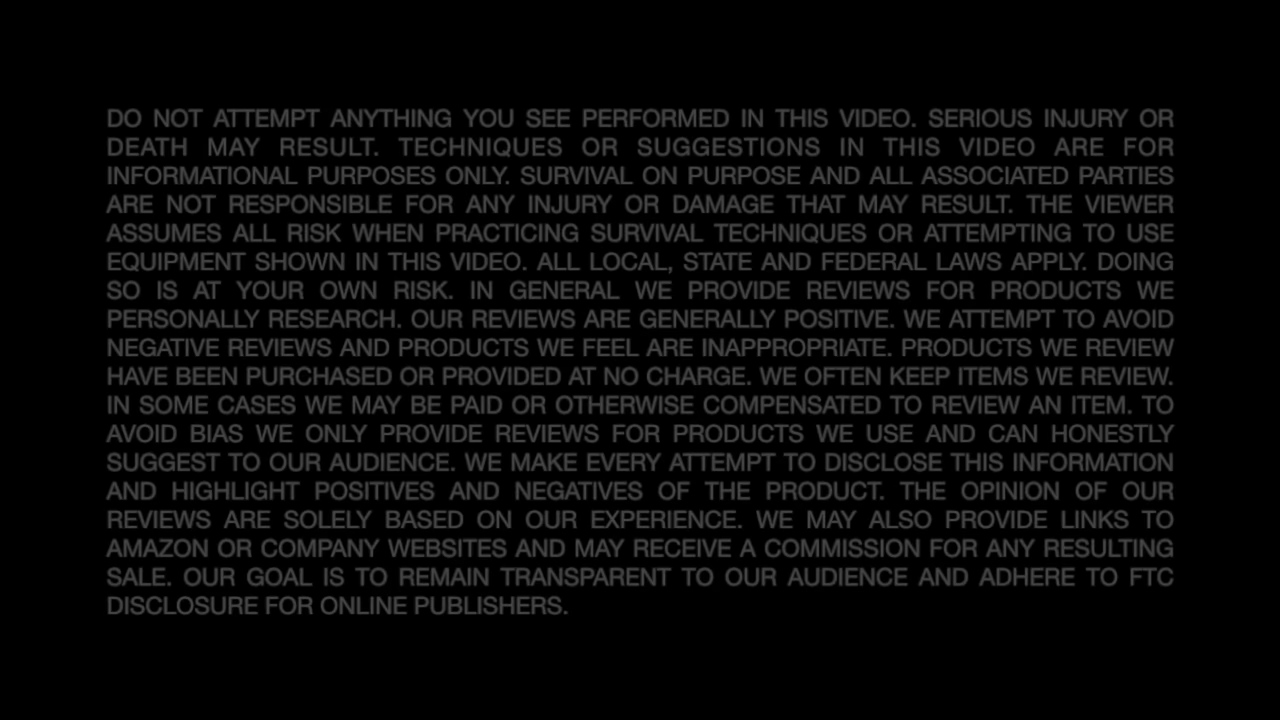 DO NOT ATTEMPT ANYTHING YOU SEE PERFORMED IN THIS VIDEO. SERIOUS INJURY OR
DEATH MAY RESULT. TECHNIQUES OR SUGGESTIONS IN THIS VIDEO ARE FOR
INFORMATIONAL PURPOSES ONLY. SURVIVAL ON PURPOSE AND ALL ASSOCIATED PARTIES
ARE NOT RESPONSIBLE FOR ANY INJURY OR DAMAGE THAT MAY RESULT. THE VIEWER
ASSUMES ALL RISK WHEN PRACTICING SURVIVAL TECHNIQUES OR ATTEMPTING TO USE
EQUIPMENT SHOWN IN THIS VIDEO. ALL LOCAL, STATE AND FEDERAL LAWS APPLY. DOING
SO IS AT YOUR OWN RISK. IN GENERAL WE PROVIDE REVIEWS FOR PRODUCTS WE
PERSONALLY RESEARCH. OUR REVIEWS ARE GENERALLY POSITIVE. WE ATTEMPT TO AVOID
NEGATIVE REVIEWS AND PRODUCTS WE FEEL ARE INAPPROPRIATE. PRODUCTS WE REVIEW
HAVE BEEN PURCHASED OR PROVIDED AT NO CHARGE. WE OFTEN KEEP ITEMS WE REVIEW.
IN SOME CASES WE MAY BE PAID OR OTHERWISE COMPENSATED TO REVIEW AN ITEM. TO
AVOID BIAS WE ONLY PROVIDE REVIEWS FOR PRODUCTS WE USE AND CAN HONESTLY
SUGGEST TO OUR AUDIENCE. WE MAKE EVERY ATTEMPT TO DISCLOSE THIS INFORMATION
AND HIGHLIGHT POSITIVES AND NEGATIVES OF THE PRODUCT. THE OPINION OF OUR
REVIEWS ARE SOLELY BASED ON OUR EXPERIENCE. WE MAY ALSO PROVIDE LINKS TO
AMAZON OR COMPANY WEBSITES AND MAY RECEIVE A COMMISSION FOR ANY RESULTING
SALE. OUR GOAL IS TO REMAIN TRANSPARENT TO OUR AUDIENCE AND ADHERE TO FTC
DISCLOSURE FOR ONLINE PUBLISHERS.